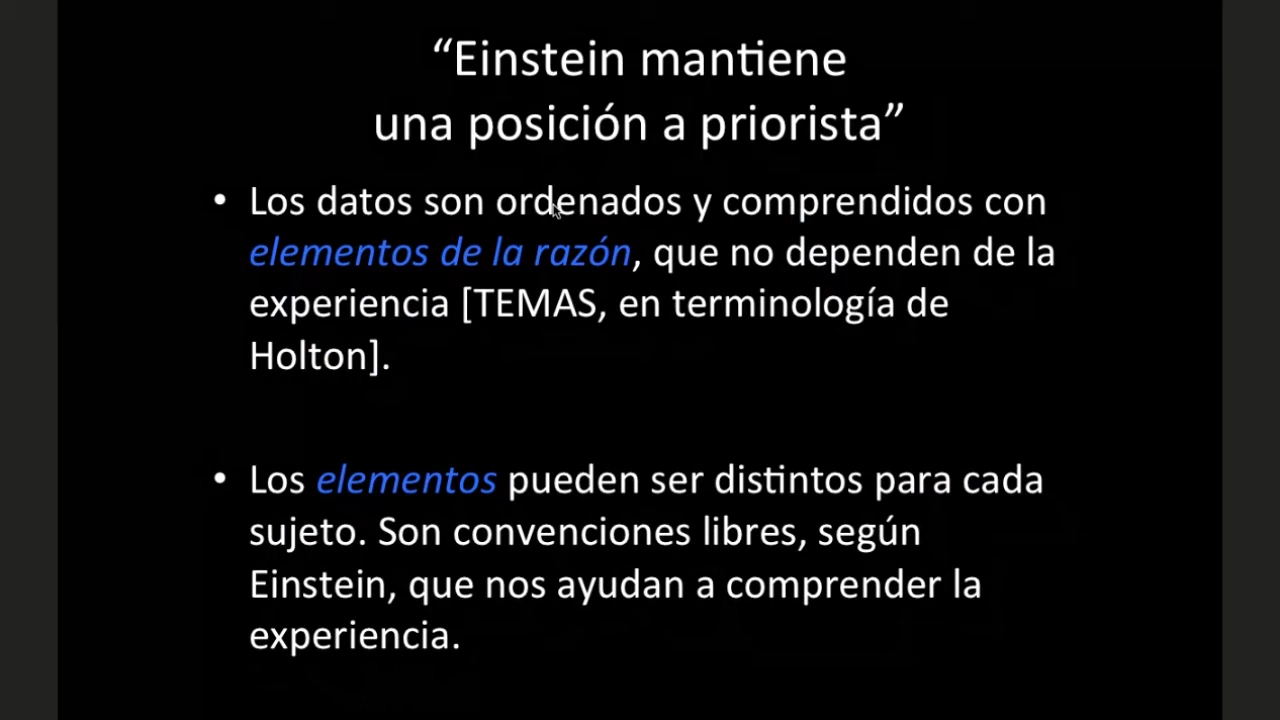 “Einstein mantiene
una posición a priorista”
• Los datos son ordenados y comprendidos con
elementos de la razón, que no dependen de la
experiencia [TEMAS, en terminología de
Holton].
• Los elementos pueden ser distintos para cada
sujeto. Son convenciones libres, según
Einstein, que nos ayudan a comprender la
experiencia.